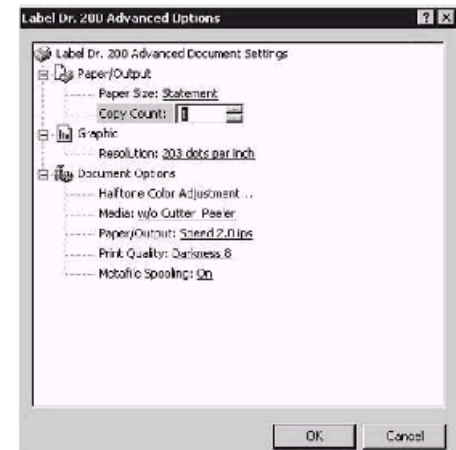 Label Dr. 200 Advanced Options
Label Dr. 200 Advanced Document Settings
Paper/Output
Paper Size: Statement
Copy Count: 1
Graphic
Resolution: 203 dots per inch
Document Options
Halftone Color Adjustment ...
Media: w/o Cutter Peeler
Paper/Output: Speed 2.0 ips
Print Quality: Darkness 8
Metafile Spooling: On
OK Cancel